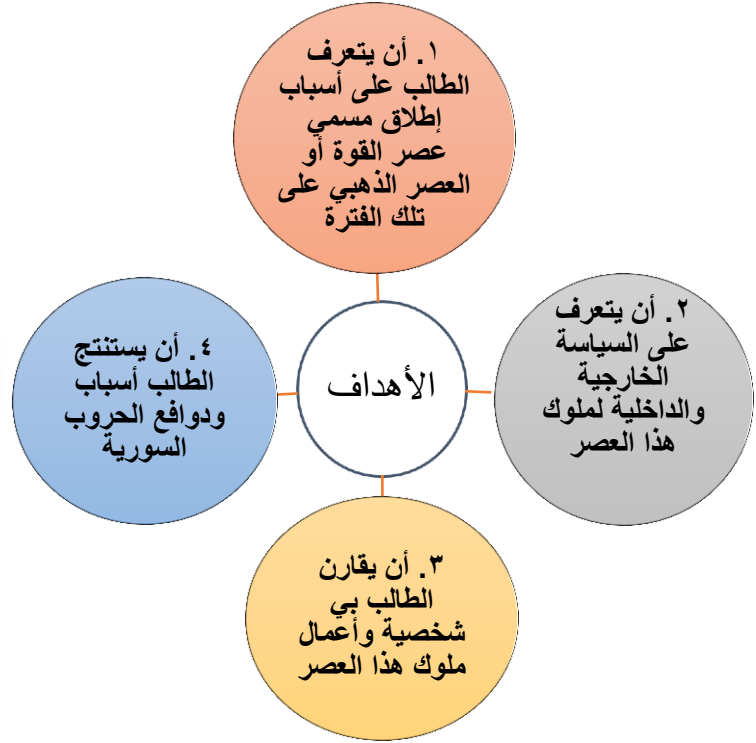 الأهداف
١. أن يتعرف
الطالب على أسباب
إطلاق مسمي
عصر القوة أو
العصر الذهبي على
تلك الفترة
٢. أن يتعرف
على السياسة
الخارجية
والداخلية لملوك
هذا العصر
٣. أن يقارن
الطالب بي
شخصية وأعمال
ملوك هذا العصر
٤. أن يستنتج
الطالب أسباب
ودوافع الحروب
السورية